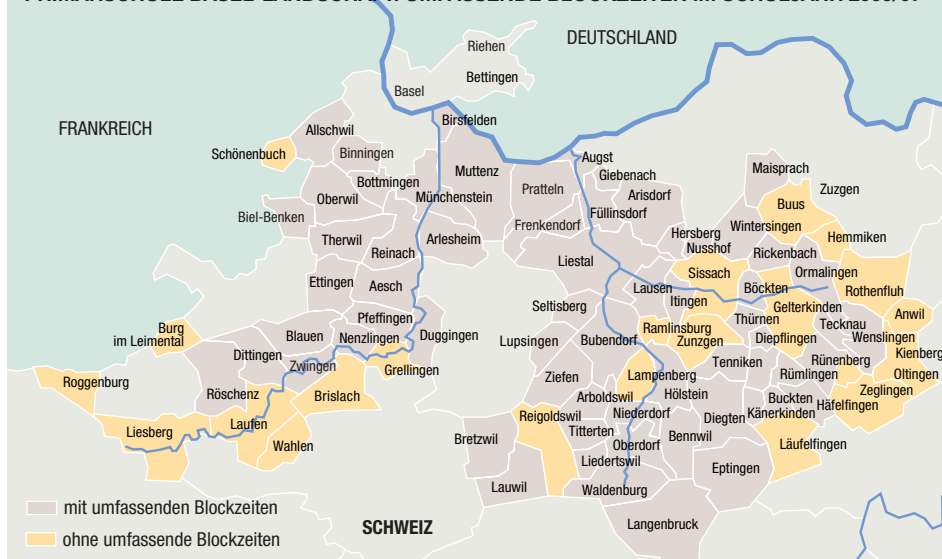 DEUTSCHLAND
Riehen
Bettingen
Basel
FRANKREICH
Birsfelden
Allschwil
Schönenbuch
Binningen
Muttenz
Augst
Giebenach
Maisprach
Bottmingen
Pratteln
Arisdorf
Zuzgen
Oberwil
Münchenstein
Buus
Biel-Benken
Frenkendorf
Füllinsdorf
Wintersingen
Hersberg
Nusshof
Hemmiken
Therwil
Reinach
Arlesheim
Rickenbach
Liestal
Sissach
Ormalingen
Ettingen
Aesch
Lausen
Böckten
Rothenfluh
Itingen
Seltisberg
Gelterkinden
Anwil
Pfeffingen
Thürnen
Tecknau
Burg
im Leimental
Blauen
Nenzlingen
Duggingen
Lupsingen
Bubendorf
Ramlinsburg
Zunzgen
Diepflingen
Wenslingen
Dittingen
Kienberg
Zwingen
Grellingen
Tenniken
Rünenberg
Oltingen
Roggenburg
Ziefen
Lampenberg
Rümlingen
Zeglingen
Röschenz
Brislach
Arboldswil
Hölstein
Buckten
Häfelfingen
Reigoldswil
Niederdorf
Diegten
Känerkinden
Liesberg
Laufen
Titterten
Bretzwil
Oberdorf
Bennwil
Läufelfingen
Wahlen
Liedertswil
Eptingen
Lauwil
Waldenburg
mit umfassenden Blockzeiten
SCHWEIZ
Langenbruck
ohne umfassende Blockzeiten